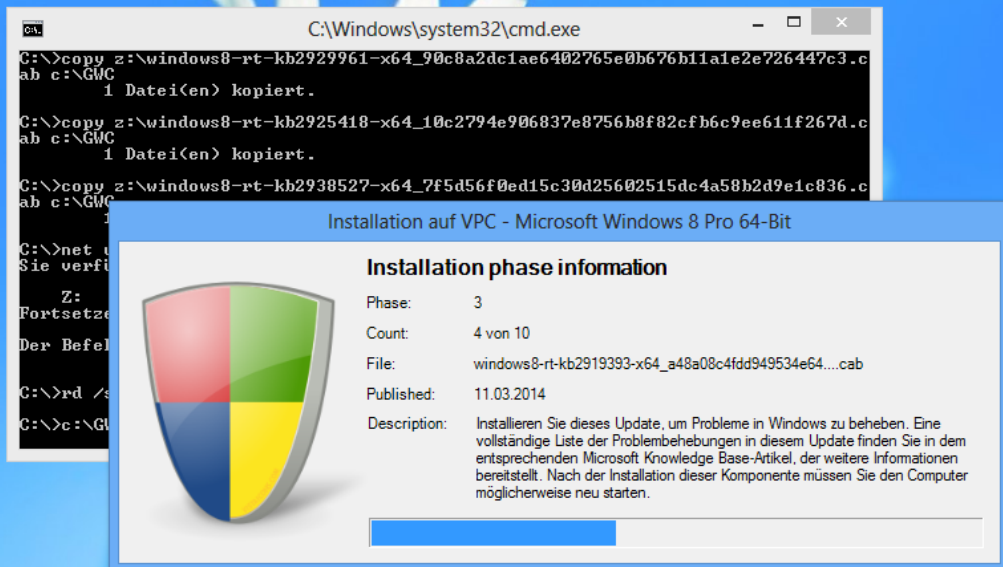 C:\Windows\system32\cmd.exe
C:\>copy z:\windows8-rt-kb2929961-x64_90c8a2dc1ae6402765e0b676b11a1e2e726447c3.c
ab c:\GWC
1 Datei(en) kopiert.
C:\>copy z:\windows8-rt-kb2925418-x64_10c2794e906837e8756b8f82cfb6c9ee611f267d.c
ab c:\GWC
1 Datei(en) kopiert.
C:\>copy z:\windows8-rt-kb2938527-x64_7f5d56f0ed15c30d25602515dc4a58b2d9e1c836.c
ab c:\GWC
1
C:\>net u
Sie verfü
Z:
Fortsetze
Der Befel
C:\>rd /s
C:\>c:\GW
Installation auf VPC - Microsoft Windows 8 Pro 64-Bit
Installation phase information
Phase: 3
Count: 4 von 10
File: windows8-rt-kb2919393-x64_a48a08c4fdd949534e64....cab
Published: 11.03.2014
Description: Installieren Sie dieses Update, um Probleme in Windows zu beheben. Eine
vollständige Liste der Problembehebungen in diesem Update finden Sie in dem
entsprechenden Microsoft Knowledge Base-Artikel, der weitere Informationen
bereitstellt. Nach der Installation dieser Komponente müssen Sie den Computer
möglicherweise neu starten.